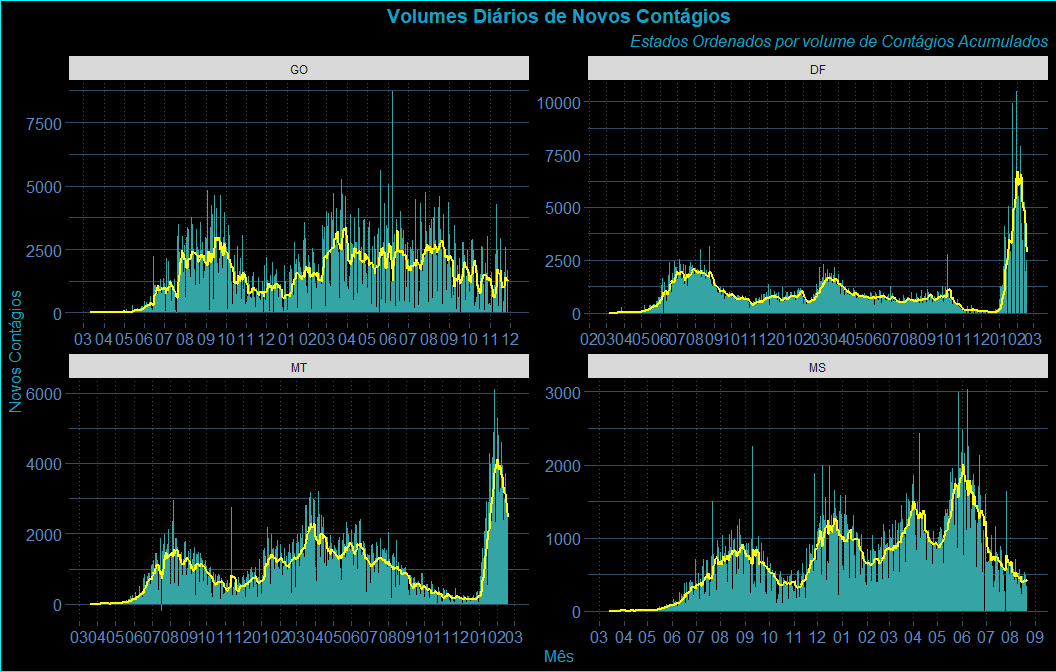 Volumes Diários de Novos Contágios
Estados Ordenados por volume de Contágios Acumulados
GO
7500
5000
2500
0
03 04 05 06 07 08 09 10 11 12 01 02 03 04 05 06 07 08 09 10 11 12
DF
10000
7500
5000
2500
0
02 03 04 05 06 07 08 09 10 11 12 01 02 03 04 05 06 07 08 09 10 11 12 01 02 03
MT
6000
4000
2000
0
03 04 05 06 07 08 09 10 11 12 01 02 03 04 05 06 07 08 09 10 11 12 01 02 03
MS
3000
2000
1000
0
03 04 05 06 07 08 09 10 11 12 01 02 03 04 05 06 07 08 09
Novos Contágios
Mês